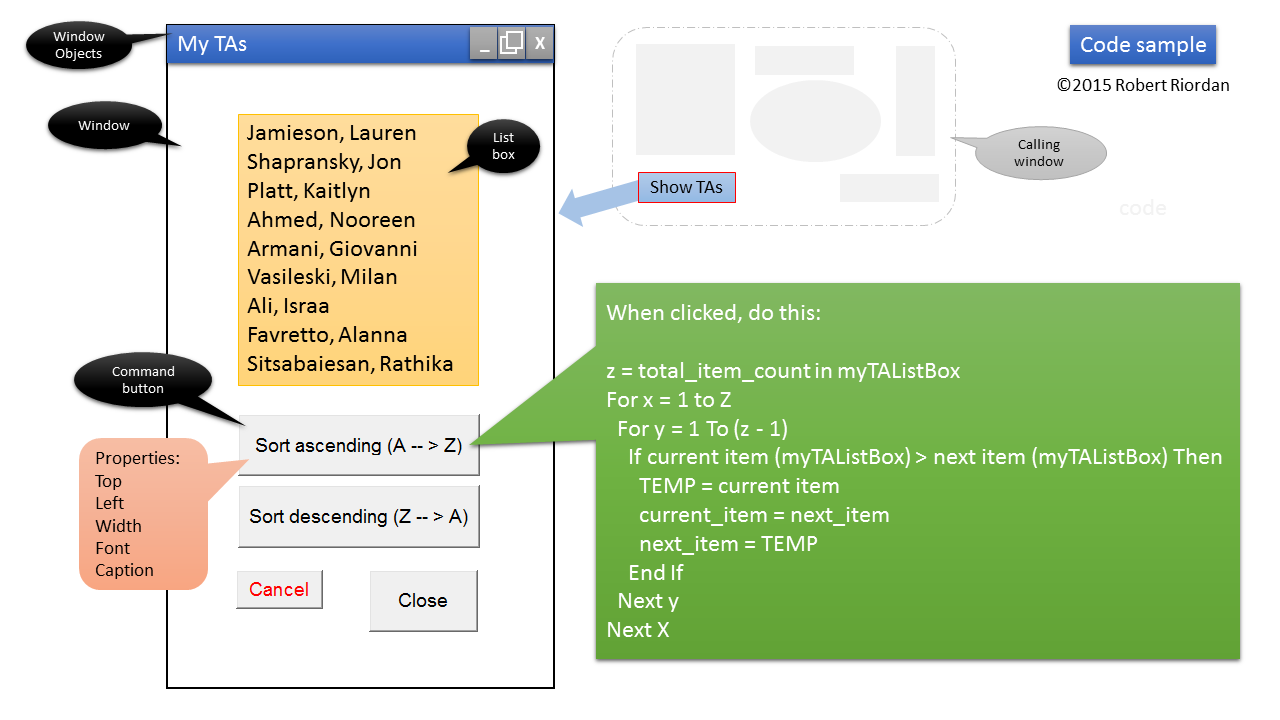 Window
Objects
My TAs
_
X
Code sample
©2015 Robert Riordan
Window
Jamieson, Lauren
Shapransky, Jon
Platt, Kaitlyn
Ahmed, Nooreen
Armani, Giovanni
Vasileski, Milan
Ali, Israa
Favretto, Alanna
Sitsabaiesan, Rathika
List
box
Calling
window
Show TAs
code
Command
button
Sort ascending (A -- > Z)
Sort descending (Z -- > A)
Cancel
Close
Properties:
Top
Left
Width
Font
Caption
When clicked, do this:
z = total_item_count in myTAListBox
For x = 1 to Z
For y = 1 To (z - 1)
If current item (myTAListBox) > next item (myTAListBox) Then
TEMP = current item
current_item = next_item
next_item = TEMP
End If
Next y
Next X